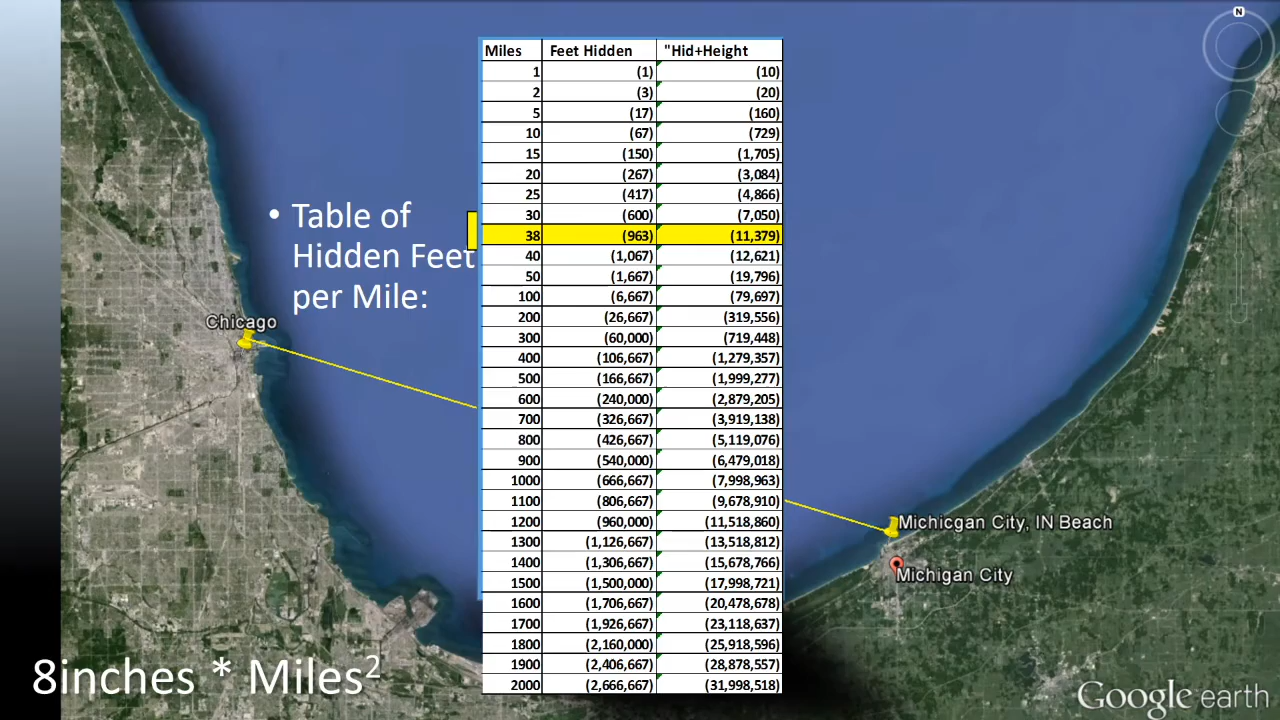 N
Miles Feet Hidden "Hid+Height
1 (1) (10)
2 (3) (20)
5 (17) (160)
10 (67) (729)
15 (150) (1,705)
20 (267) (3,084)
25 (417) (4,866)
30 (600) (7,050)
38 (963) (11,379)
40 (1,067) (12,621)
50 (1,667) (19,796)
100 (6,667) (79,697)
200 (26,667) (319,556)
300 (60,000) (719,448)
400 (106,667) (1,279,357)
500 (166,667) (1,999,277)
600 (240,000) (2,879,205)
700 (326,667) (3,919,138)
800 (426,667) (5,119,076)
900 (540,000) (6,479,018)
1000 (666,667) (7,998,963)
1100 (806,667) (9,678,910)
1200 (960,000) (11,518,860)
1300 (1,126,667) (13,518,812)
1400 (1,306,667) (15,678,766)
1500 (1,500,000) (17,998,721)
1600 (1,706,667) (20,478,678)
1700 (1,926,667) (23,118,637)
1800 (2,160,000) (25,918,596)
1900 (2,406,667) (28,878,557)
2000 (2,666,667) (31,998,518)
• Table of
Hidden Feet
per Mile:
Chicago
Michicgan City, IN Beach
Michigan City
8inches * Miles²
Google earth